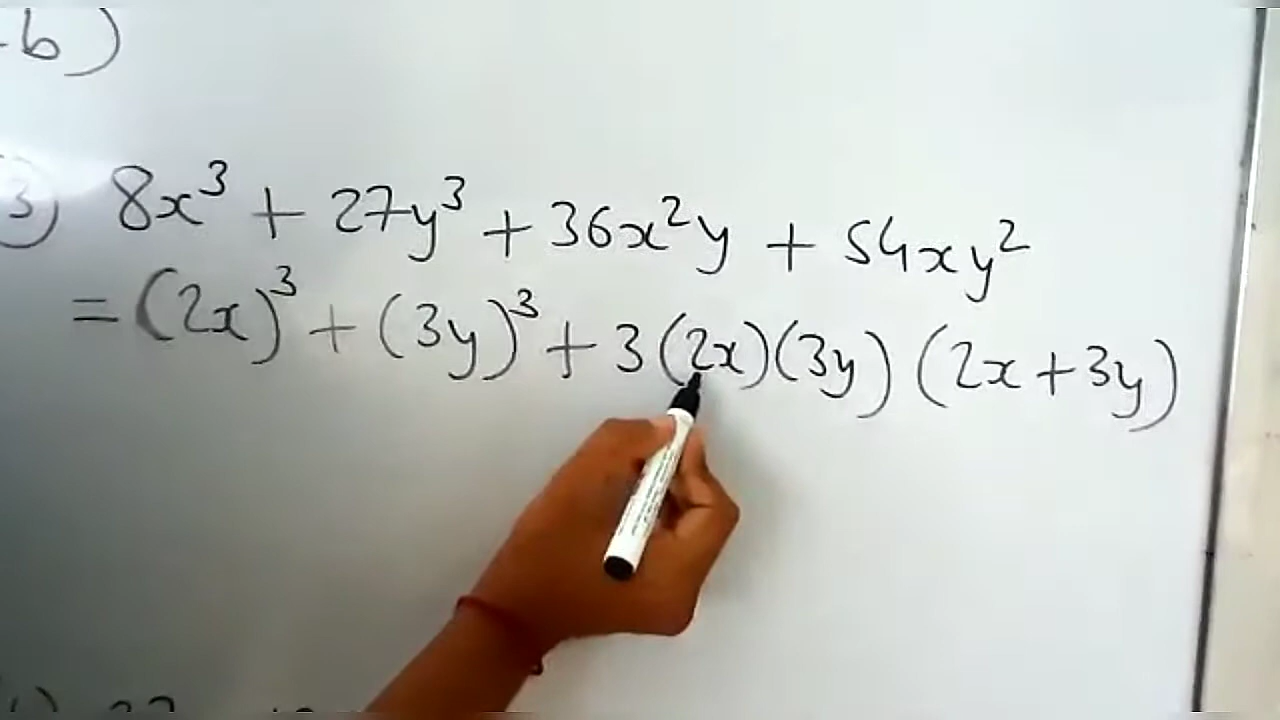 b)
3) 8x³ + 27y³ + 36x²y + 54xy²
= (2x)³ + (3y)³ + 3(2x)(3y)(2x+3y)